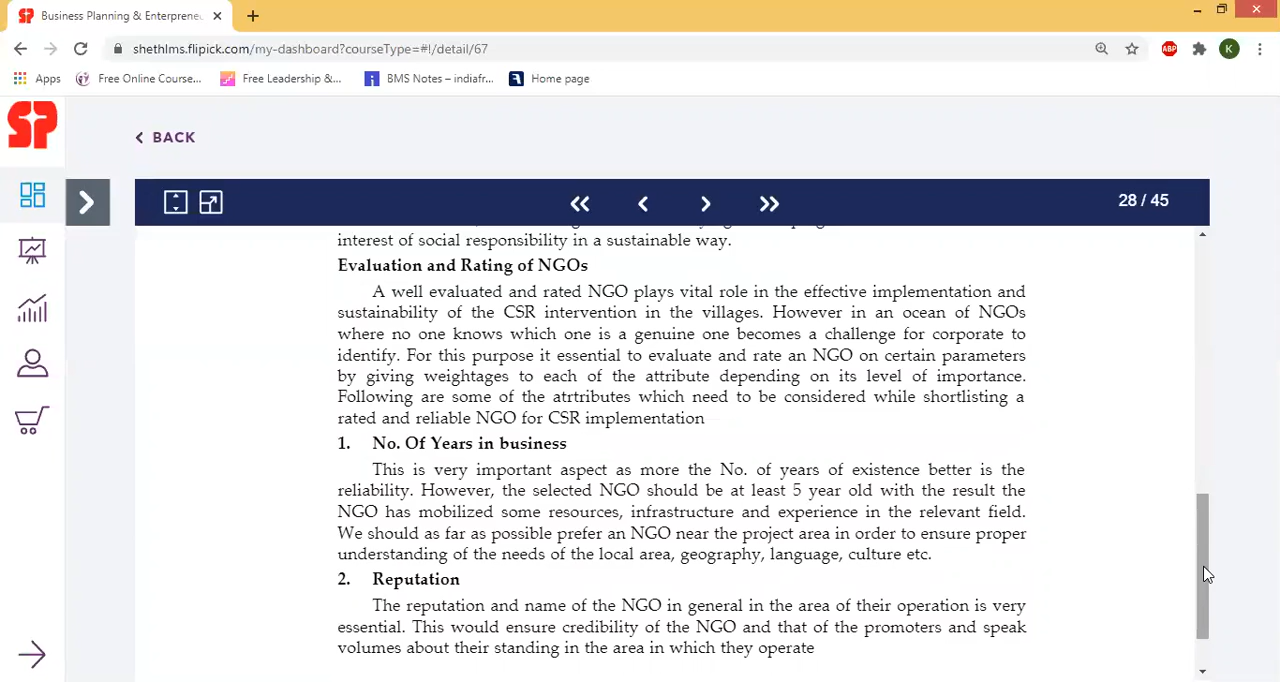 Business Planning & Enterprene
shethlms.flipick.com/my-dashboard?courseType=#!/detail/67
ABP
K
Apps
Free Online Course...
Free Leadership &...
BMS Notes – indiafr...
Home page
SP
BACK
28 / 45
interest of social responsibility in a sustainable way.
Evaluation and Rating of NGOs
A well evaluated and rated NGO plays vital role in the effective implementation and
sustainability of the CSR intervention in the villages. However in an ocean of NGOs
where no one knows which one is a genuine one becomes a challenge for corporate to
identify. For this purpose it essential to evaluate and rate an NGO on certain parameters
by giving weightages to each of the attribute depending on its level of importance.
Following are some of the atrtributes which need to be considered while shortlisting a
rated and reliable NGO for CSR implementation
1. No. Of Years in business
This is very important aspect as more the No. of years of existence better is the
reliability. However, the selected NGO should be at least 5 year old with the result the
NGO has mobilized some resources, infrastructure and experience in the relevant field.
We should as far as possible prefer an NGO near the project area in order to ensure proper
understanding of the needs of the local area, geography, language, culture etc.
2. Reputation
The reputation and name of the NGO in general in the area of their operation is very
essential. This would ensure credibility of the NGO and that of the promoters and speak
volumes about their standing in the area in which they operate